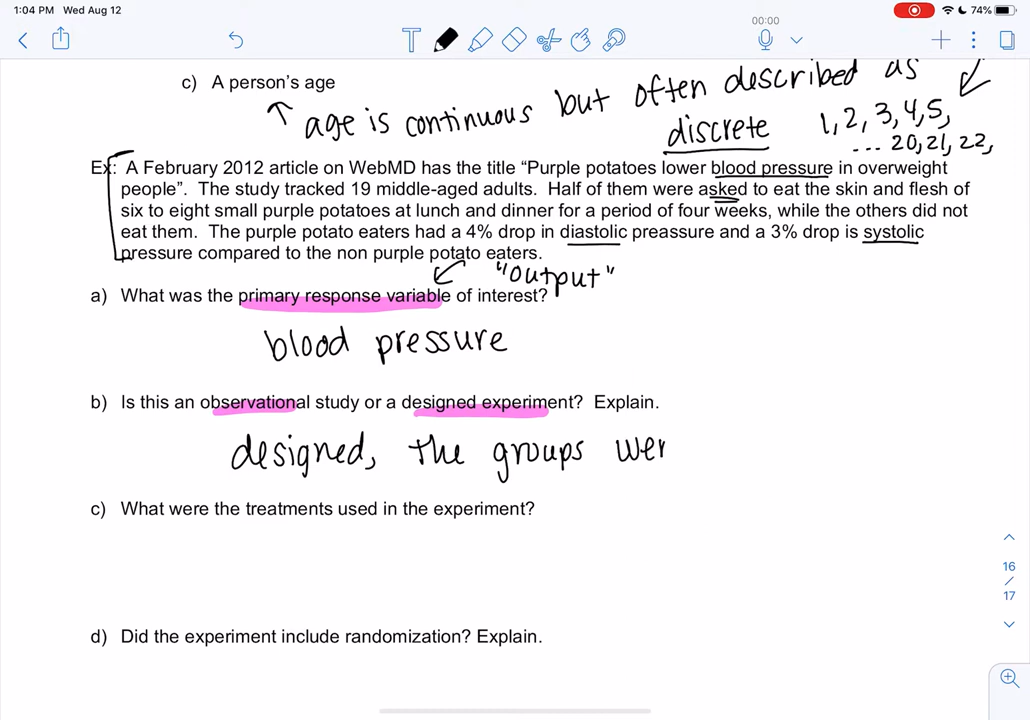 1:04 PM Wed Aug 12
74%
00:00
c) A person's age
age is continuous but often described as
discrete
1, 2, 3, 4, 5,
... 20, 21, 22,
Ex: A February 2012 article on WebMD has the title “Purple potatoes lower blood pressure in overweight
people”. The study tracked 19 middle-aged adults. Half of them were asked to eat the skin and flesh of
six to eight small purple potatoes at lunch and dinner for a period of four weeks, while the others did not
eat them. The purple potato eaters had a 4% drop in diastolic preassure and a 3% drop is systolic
pressure compared to the non purple potato eaters.
"output"
a) What was the primary response variable of interest?
blood pressure
b) Is this an observational study or a designed experiment? Explain.
designed, the groups wer
c) What were the treatments used in the experiment?
16
/
17
d) Did the experiment include randomization? Explain.